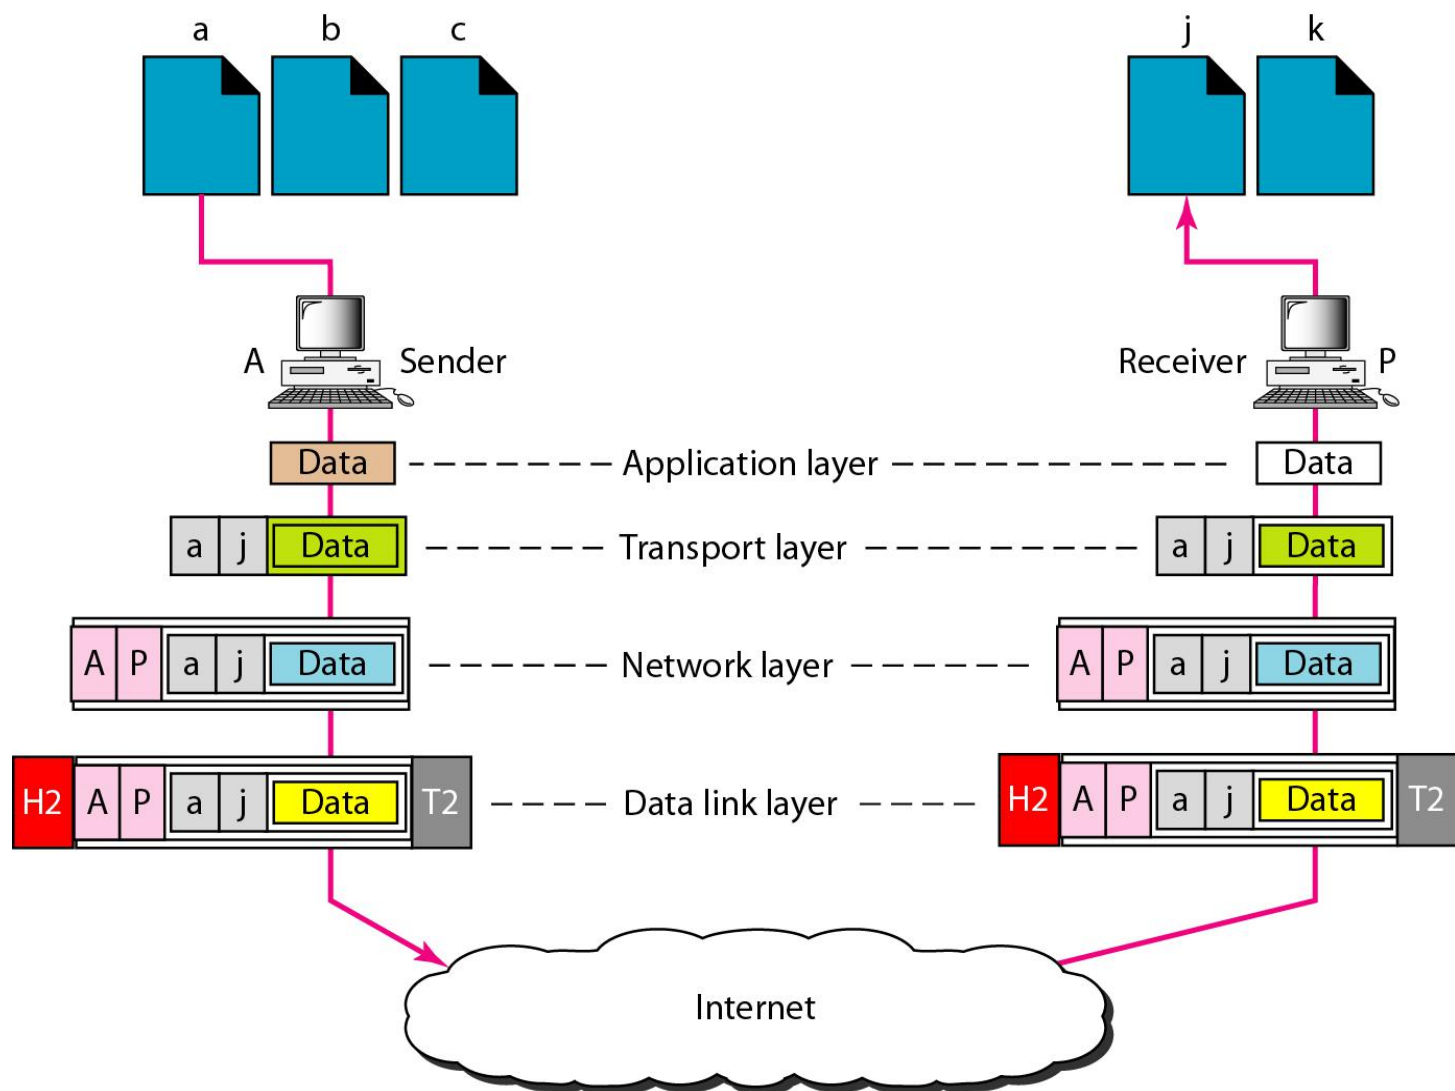 a b c j k
A Sender Receiver P
Data Application layer Data
a j Data Transport layer a j Data
A P a j Data Network layer A P a j Data
H2 A P a j Data T2 Data link layer H2 A P a j Data T2
Internet